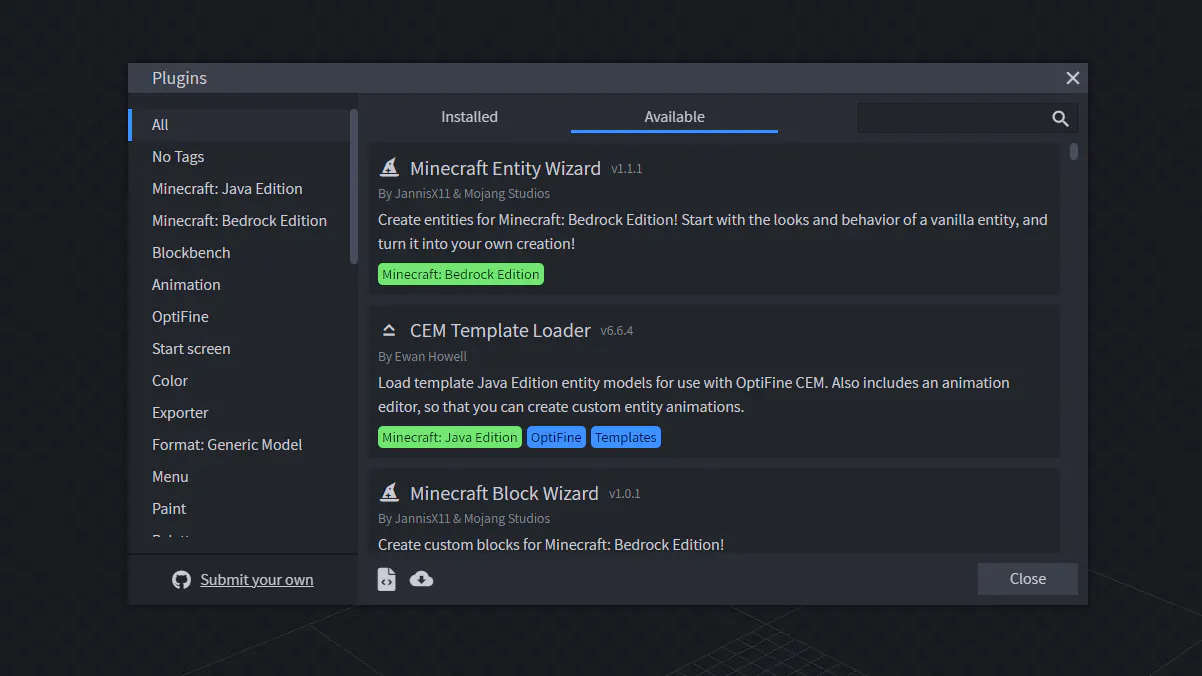 Plugins
All
No Tags
Minecraft: Java Edition
Minecraft: Bedrock Edition
Blockbench
Animation
OptiFine
Start screen
Color
Exporter
Format: Generic Model
Menu
Paint
Submit your own
Installed
Available
Minecraft Entity Wizard v1.1.1
By JannisX11 & Mojang Studios
Create entities for Minecraft: Bedrock Edition! Start with the looks and behavior of a vanilla entity, and
turn it into your own creation!
Minecraft: Bedrock Edition
CEM Template Loader v6.6.4
By Ewan Howell
Load template Java Edition entity models for use with OptiFine CEM. Also includes an animation
editor, so that you can create custom entity animations.
Minecraft: Java Edition OptiFine Templates
Minecraft Block Wizard v1.0.1
By JannisX11 & Mojang Studios
Create custom blocks for Minecraft: Bedrock Edition!
Close